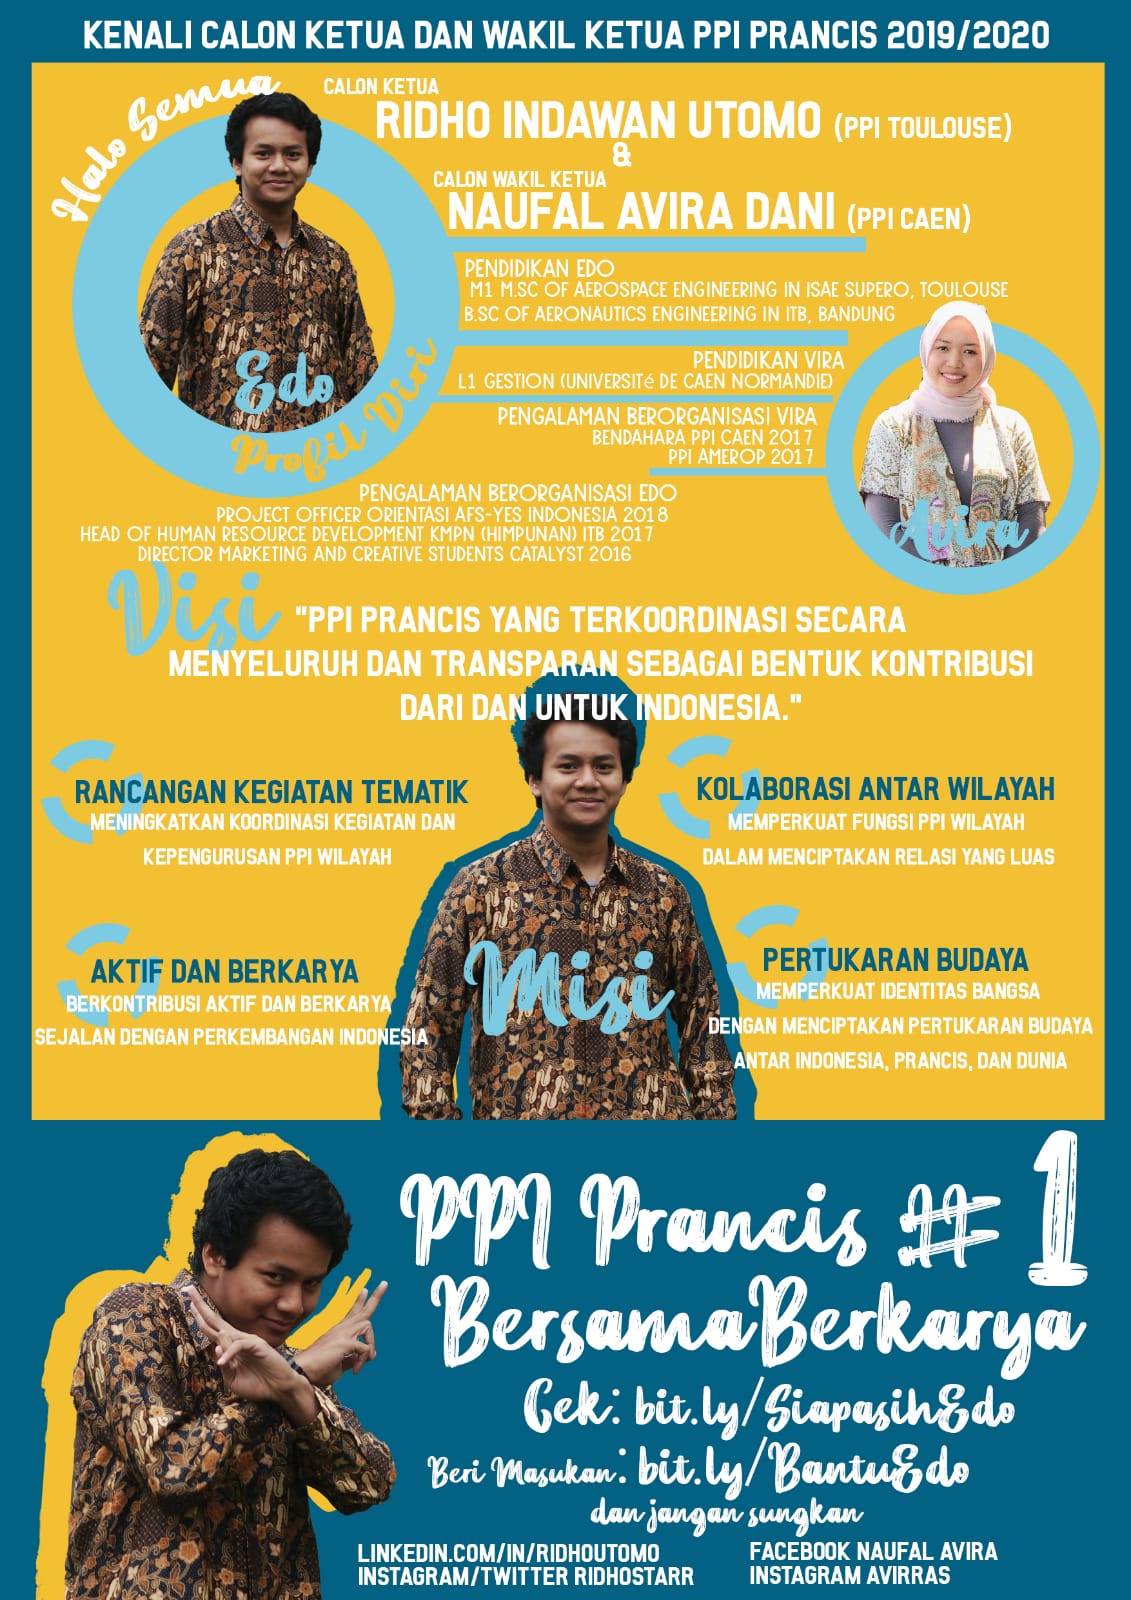 KENALI CALON KETUA DAN WAKIL KETUA PPI PRANCIS 2019/2020
Halo Semua
CALON KETUA
RIDHO INDAWAN UTOMO (PPI TOULOUSE)
&
CALON WAKIL KETUA
NAUFAL AVIRA DANI (PPI CAEN)
Edo
Profil Diri
PENDIDIKAN EDO
M1 M.SC OF AEROSPACE ENGINEERING IN ISAE SUPERO, TOULOUSE
B.SC OF AERONAUTICS ENGINEERING IN ITB, BANDUNG
PENDIDIKAN VIRA
L1 GESTION (UNIVERSITé DE CAEN NORMANDIE)
PENGALAMAN BERORGANISASI VIRA
BENDAHARA PPI CAEN 2017
PPI AMEROP 2017
Avira
PENGALAMAN BERORGANISASI EDO
PROJECT OFFICER ORIENTASI AFS-YES INDONESIA 2018
HEAD OF HUMAN RESOURCE DEVELOPMENT KMPN (HIMPUNAN) ITB 2017
DIRECTOR MARKETING AND CREATIVE STUDENTS CATALYST 2016
Visi
"PPI PRANCIS YANG TERKOORDINASI SECARA
MENYELURUH DAN TRANSPARAN SEBAGAI BENTUK KONTRIBUSI
DARI DAN UNTUK INDONESIA."
RANCANGAN KEGIATAN TEMATIK
MENINGKATKAN KOORDINASI KEGIATAN DAN
KEPENGURUSAN PPI WILAYAH
KOLABORASI ANTAR WILAYAH
MEMPERKUAT FUNGSI PPI WILAYAH
DALAM MENCIPTAKAN RELASI YANG LUAS
Misi
AKTIF DAN BERKARYA
BERKONTRIBUSI AKTIF DAN BERKARYA
SEJALAN DENGAN PERKEMBANGAN INDONESIA
PERTUKARAN BUDAYA
MEMPERKUAT IDENTITAS BANGSA
DENGAN MENCIPTAKAN PERTUKARAN BUDAYA
ANTAR INDONESIA, PRANCIS, DAN DUNIA
PPI Prancis #1
BersamaBerkarya
Cek: bit.ly/SiapasihEdo
Beri Masukan: bit.ly/BantuEdo
dan jangan sungkan
LINKEDIN.COM/IN/RIDHOUTOMO
INSTAGRAM/TWITTER RIDHOSTARR
FACEBOOK NAUFAL AVIRA
INSTAGRAM AVIRRAS